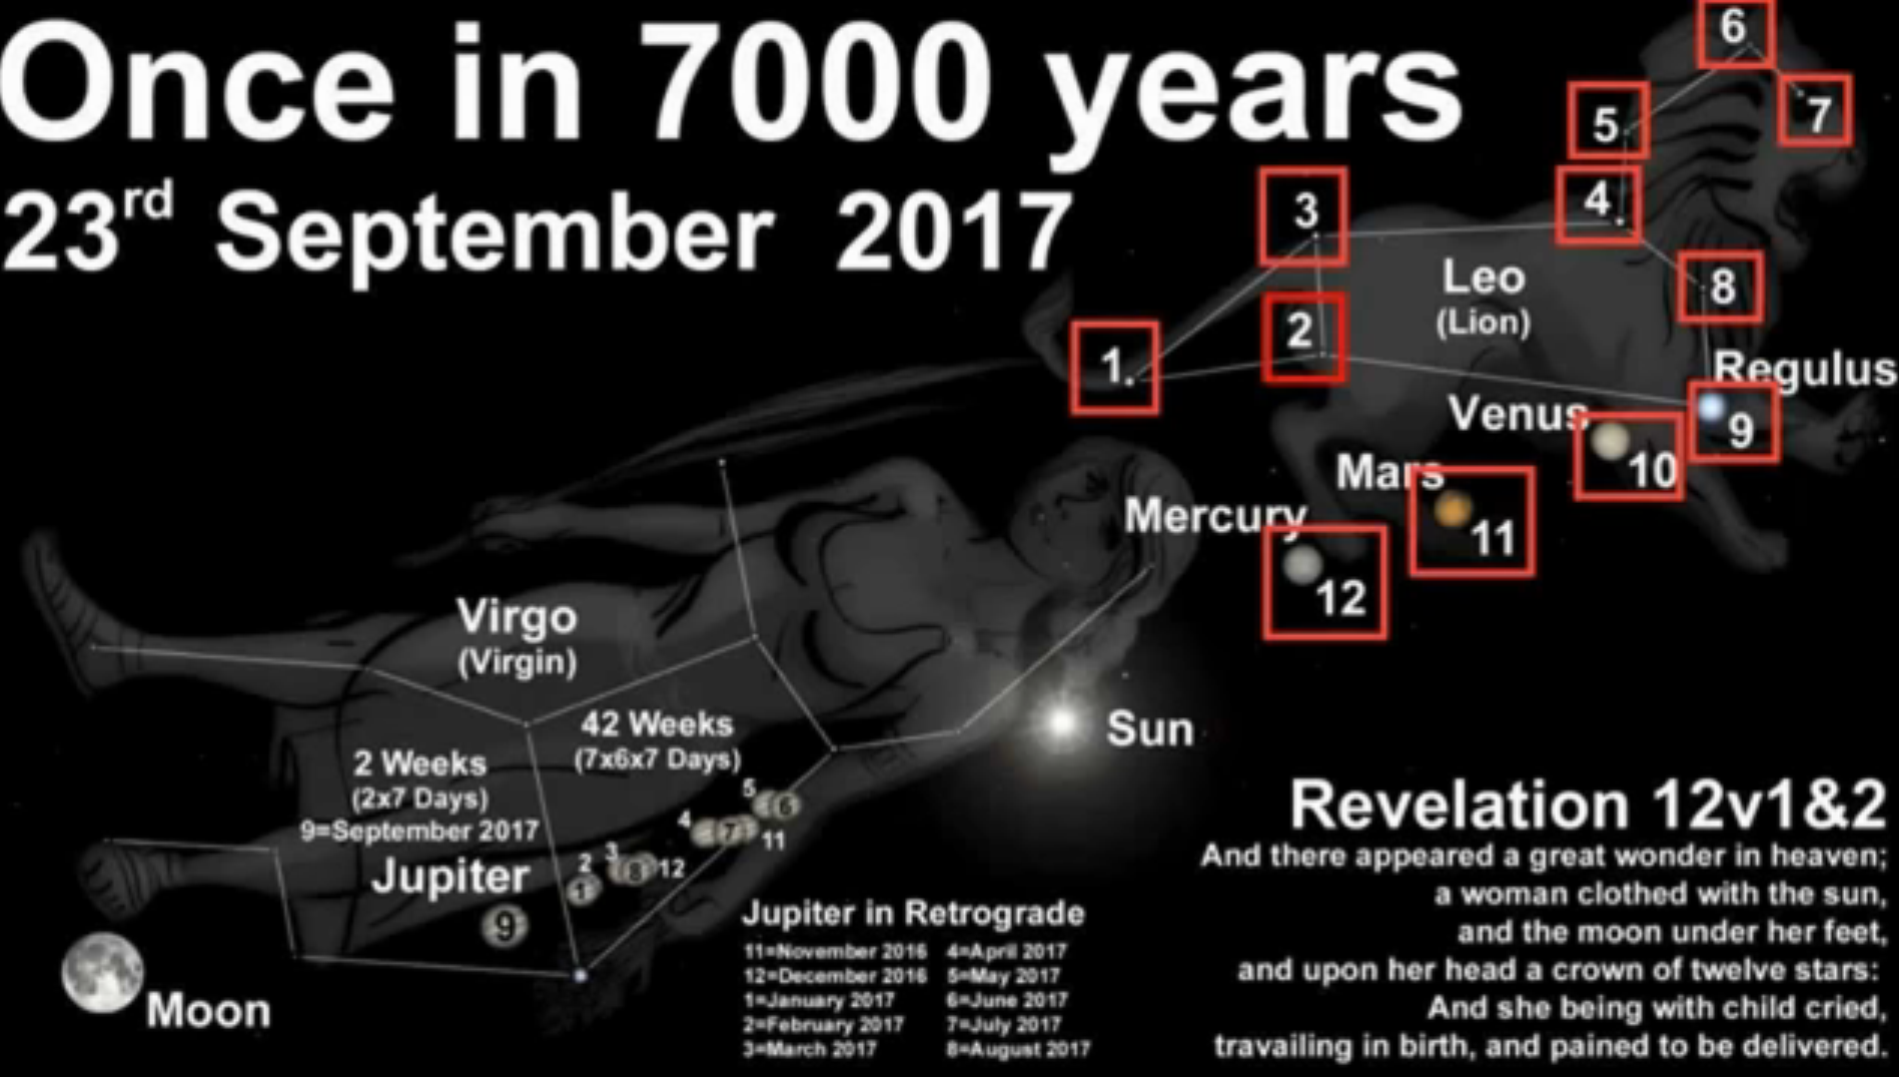 Once in 7000 years
23rd September 2017
6
5
7
3
4
8
Leo
(Lion)
2
1
Regulus
9
Venus
10
Mars
11
Mercury
12
Virgo
(Virgin)
42 Weeks
(7x6x7 Days)
2 Weeks
(2x7 Days)
9=September 2017
Sun
5
6
4
7
11
3
2
8
12
1
Jupiter
9
Moon
Jupiter in Retrograde
11=November 2016 4=April 2017
12=December 2016 5=May 2017
1=January 2017 6=June 2017
2=February 2017 7=July 2017
3=March 2017 8=August 2017
Revelation 12v1&2
And there appeared a great wonder in heaven;
a woman clothed with the sun,
and the moon under her feet,
and upon her head a crown of twelve stars:
And she being with child cried,
travailing in birth, and pained to be delivered.